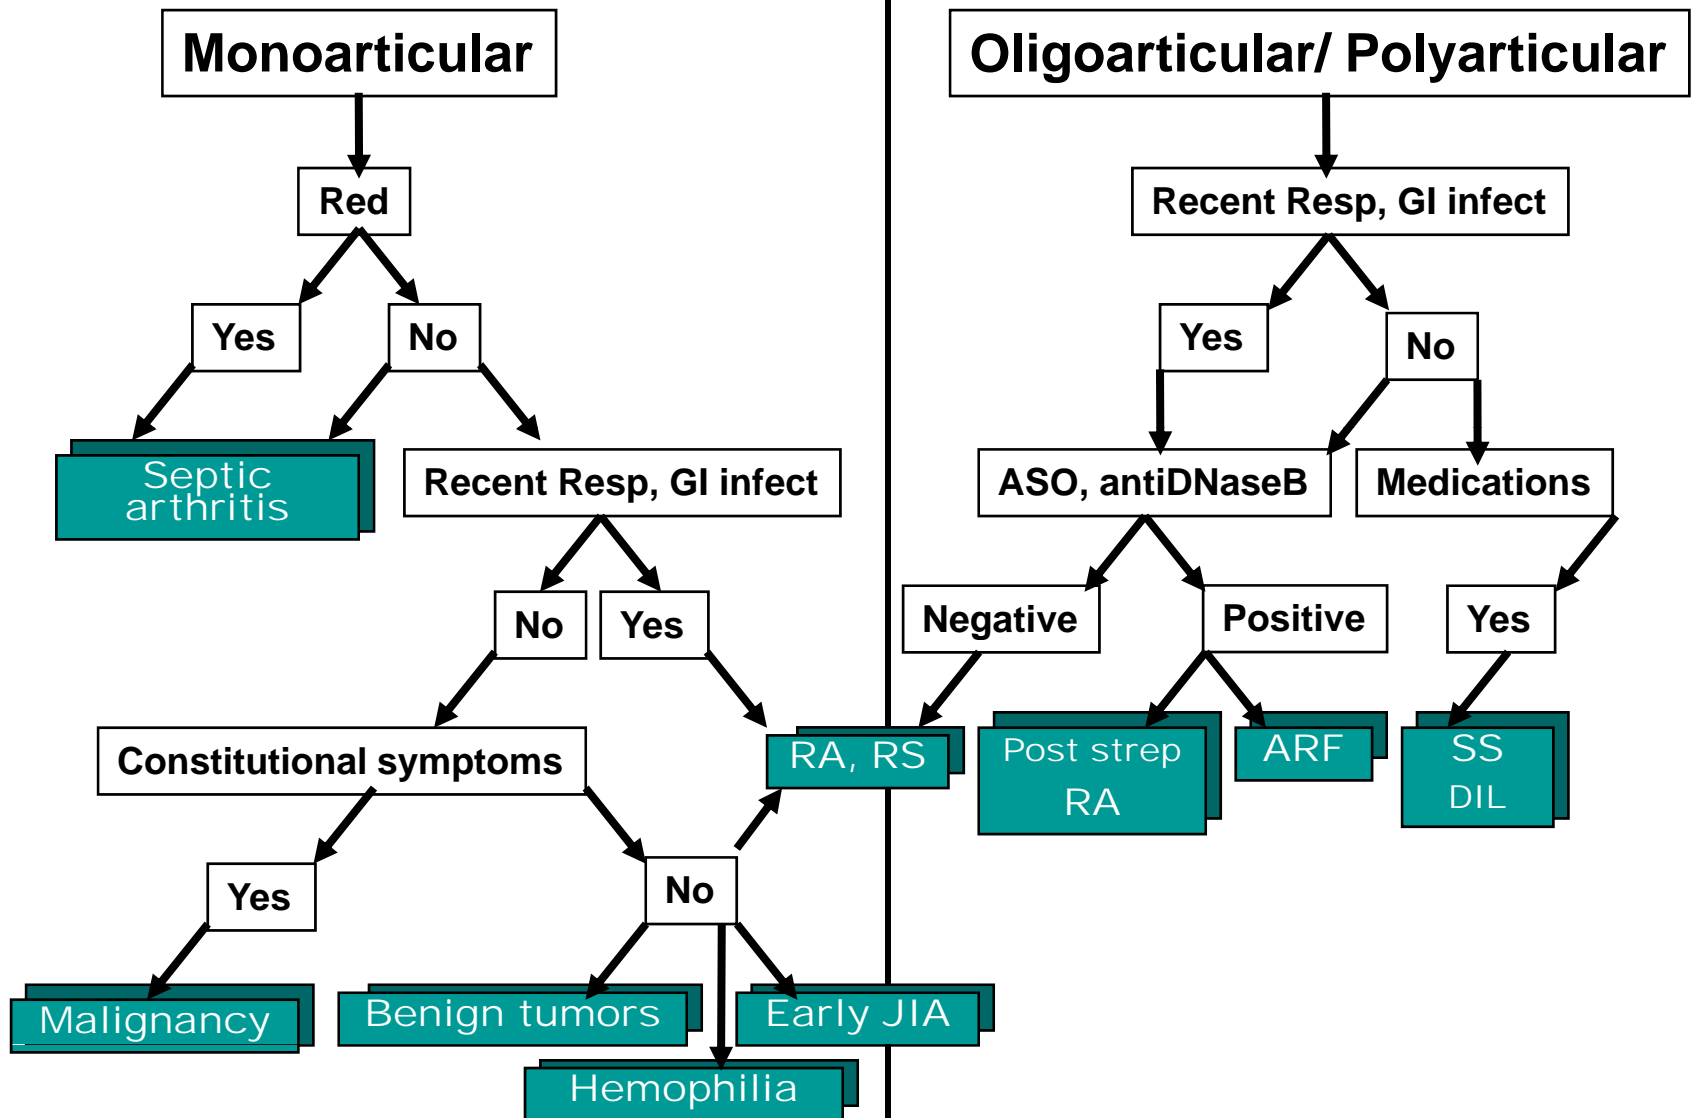 Monoarticular
Oligoarticular/ Polyarticular
Red
Recent Resp, GI infect
Yes
No
Yes
No
Septic
arthritis
Recent Resp, GI infect
ASO, antiDNaseB
Medications
No
Yes
Negative
Positive
Yes
Constitutional symptoms
RA, RS
Post strep
RA
ARF
SS
DIL
Yes
No
Malignancy
Benign tumors
Early JIA
Hemophilia